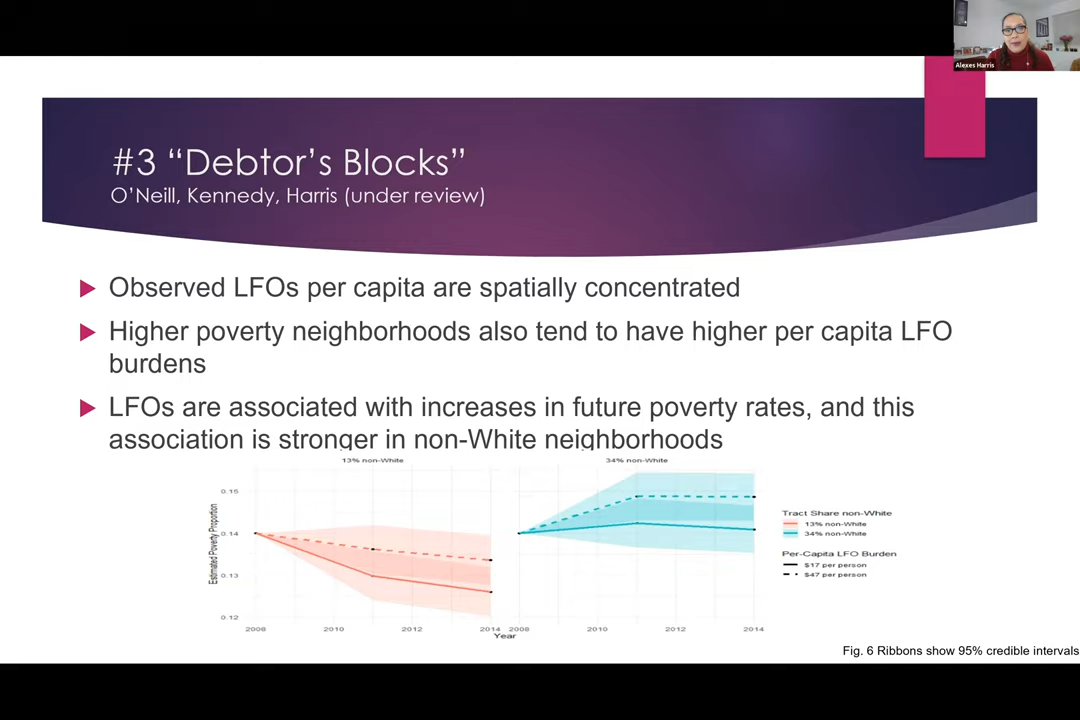 Alexes Harris
#3 “Debtor’s Blocks”
O’Neill, Kennedy, Harris (under review)
Observed LFOs per capita are spatially concentrated
Higher poverty neighborhoods also tend to have higher per capita LFO
burdens
LFOs are associated with increases in future poverty rates, and this
association is stronger in non-White neighborhoods
13% non-White
34% non-White
Estimated Poverty Proportion
0.15
0.14
0.13
0.12
2008 2010 2012 2014
2008 2010 2012 2014
Year
Tract Share non-White
13% non-White
34% non-White
Per-Capita LFO Burden
$17 per person
$47 per person
Fig. 6 Ribbons show 95% credible intervals